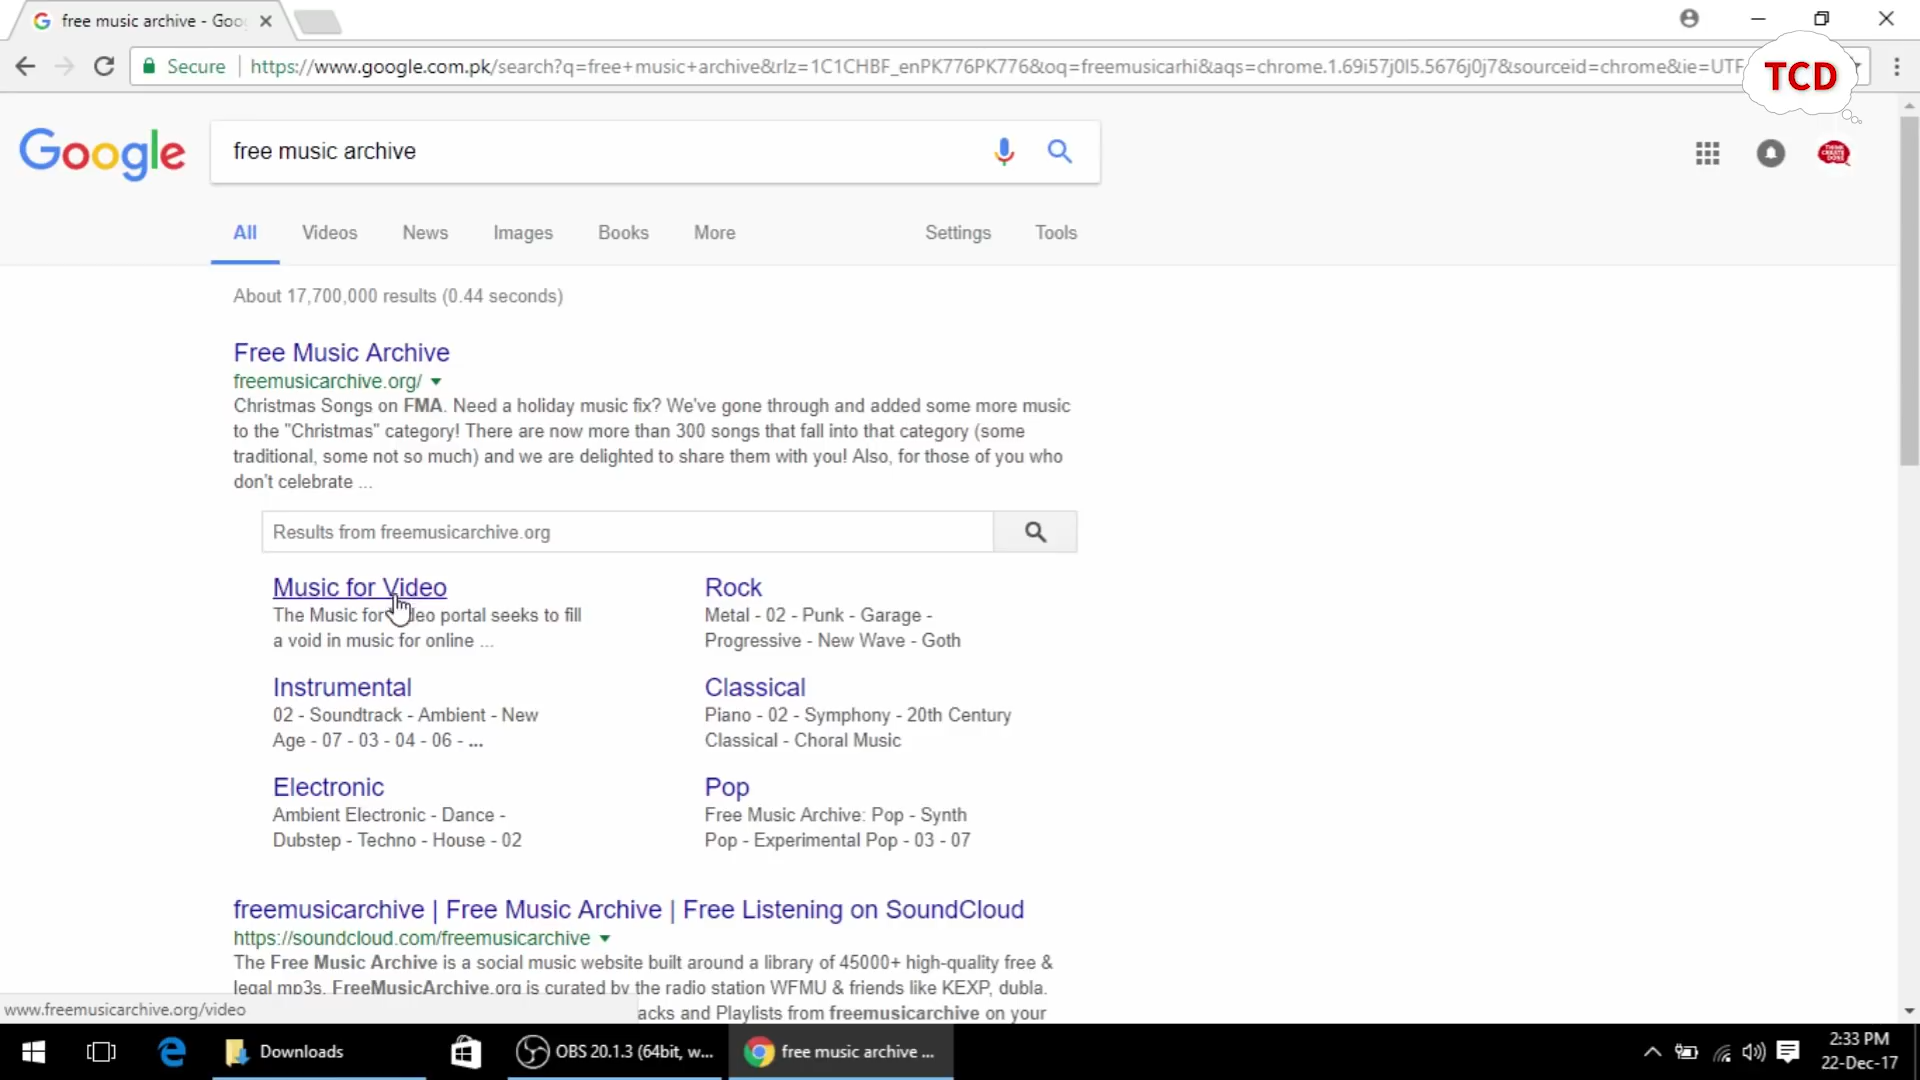 free music archive - Goo
Secure
https://www.google.com.pk/search?q=free+music+archive&rlz=1C1CHBF_enPK776PK776&oq=freemusicarhi&aqs=chrome.1.69i57j0l5.5676j0j7&sourceid=chrome&ie=UTF
TCD
Google
free music archive
THINK CREATE DONE
All Videos News Images Books More Settings Tools
About 17,700,000 results (0.44 seconds)
Free Music Archive
freemusicarchive.org/
Christmas Songs on FMA. Need a holiday music fix? We've gone through and added some more music
to the "Christmas" category! There are now more than 300 songs that fall into that category (some
traditional, some not so much) and we are delighted to share them with you! Also, for those of you who
don't celebrate ...
Results from freemusicarchive.org
Music for Video
The Music for Video portal seeks to fill
a void in music for online ...
Rock
Metal - 02 - Punk - Garage -
Progressive - New Wave - Goth
Instrumental
02 - Soundtrack - Ambient - New
Age - 07 - 03 - 04 - 06 - ...
Classical
Piano - 02 - Symphony - 20th Century
Classical - Choral Music
Electronic
Ambient Electronic - Dance -
Dubstep - Techno - House - 02
Pop
Free Music Archive: Pop - Synth
Pop - Experimental Pop - 03 - 07
freemusicarchive | Free Music Archive | Free Listening on SoundCloud
https://soundcloud.com/freemusicarchive
The Free Music Archive is a social music website built around a library of 45000+ high-quality free &
legal mp3s. FreeMusicArchive.org is curated by the radio station WFMU & friends like KEXP, dubla.
acks and Playlists from freemusicarchive on your
www.freemusicarchive.org/video
Downloads
OBS 20.1.3 (64bit, w...
free music archive ...
2:33 PM
22-Dec-17